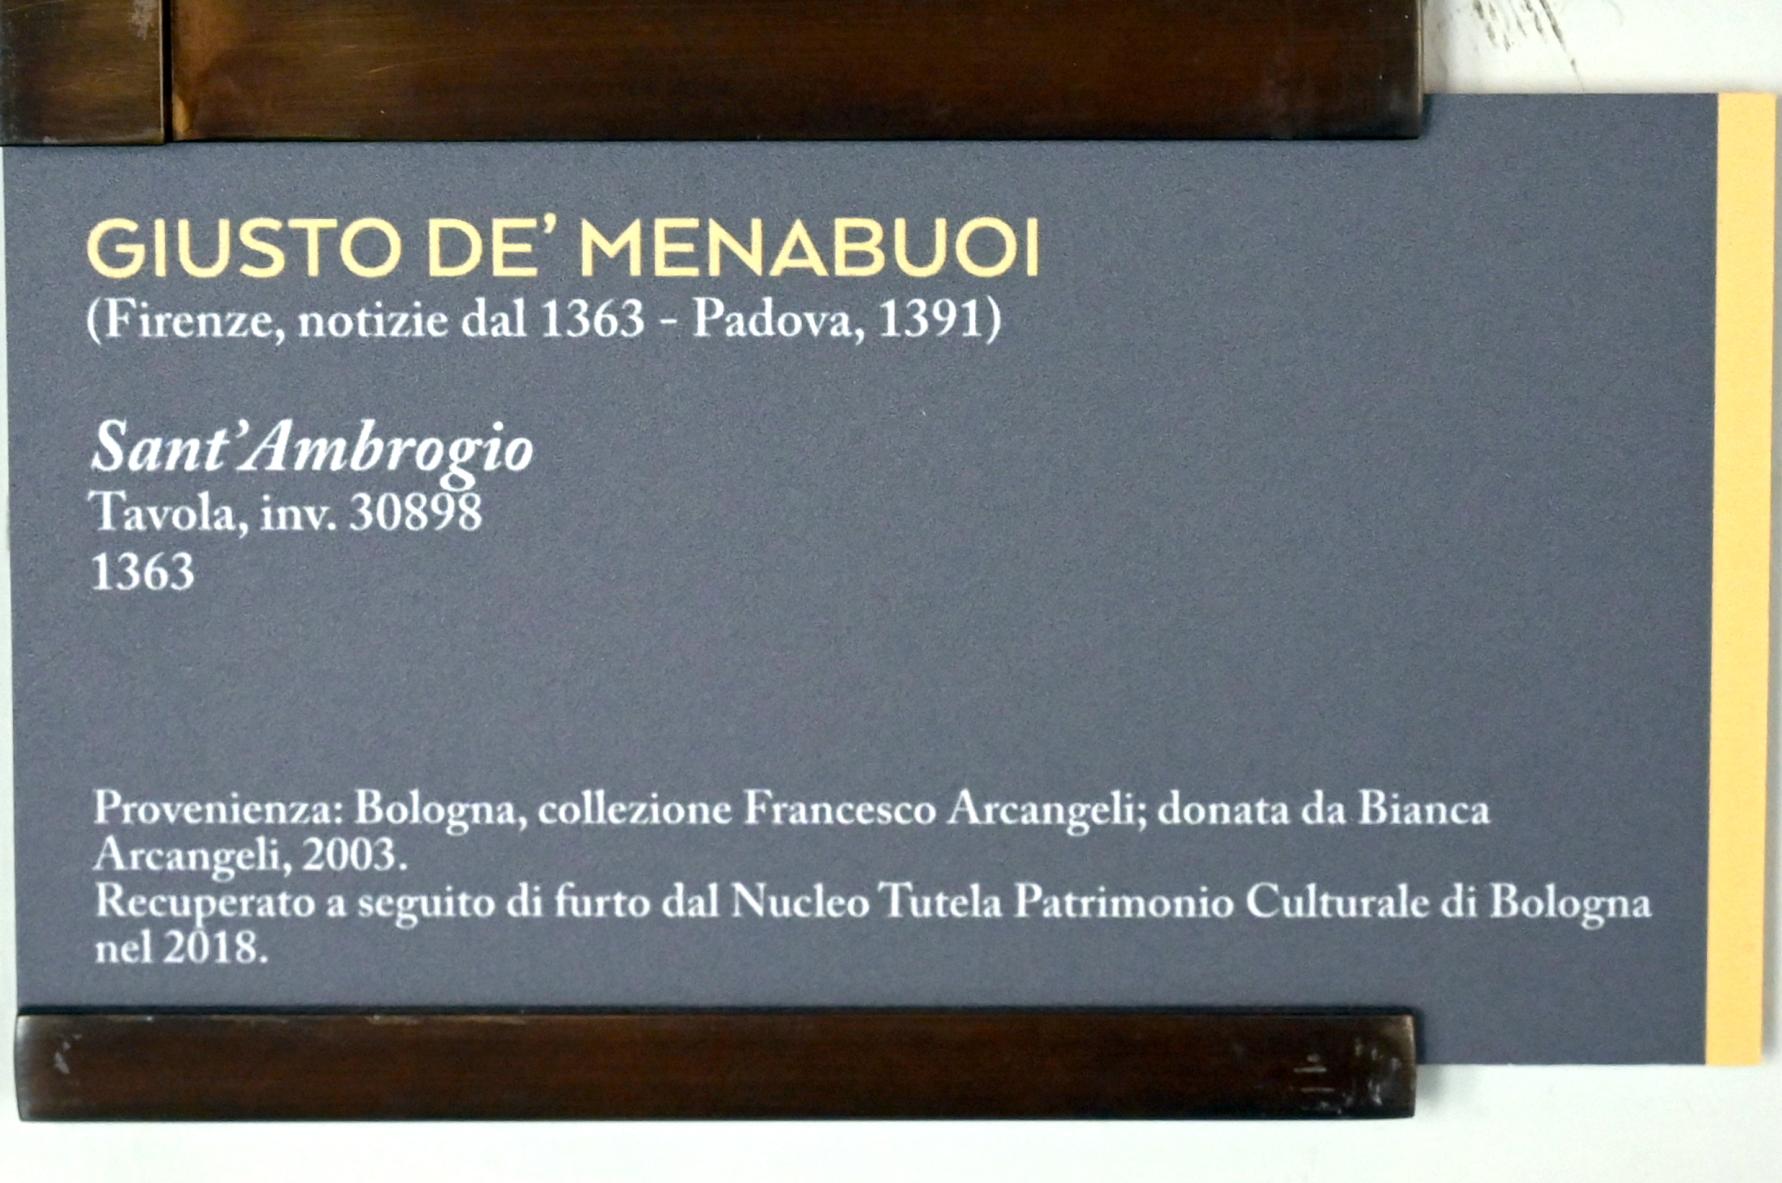 GIUSTO DE’ MENABUOI
(Firenze, notizie dal 1363 - Padova, 1391)
Sant’Ambrogio
Tavola, inv. 30898
1363
Provenienza: Bologna, collezione Francesco Arcangeli; donata da Bianca
Arcangeli, 2003.
Recuperato a seguito di furto dal Nucleo Tutela Patrimonio Culturale di Bologna
nel 2018.